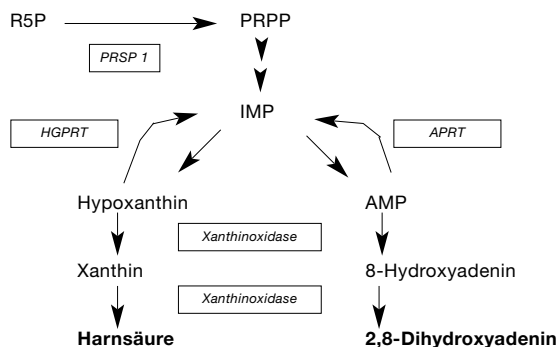 R5P PRPP
PRSP 1
IMP
HGPRT APRT
Hypoxanthin AMP
Xanthinoxidase
Xanthin 8-Hydroxyadenin
Xanthinoxidase
Harnsäure 2,8-Dihydroxyadenin